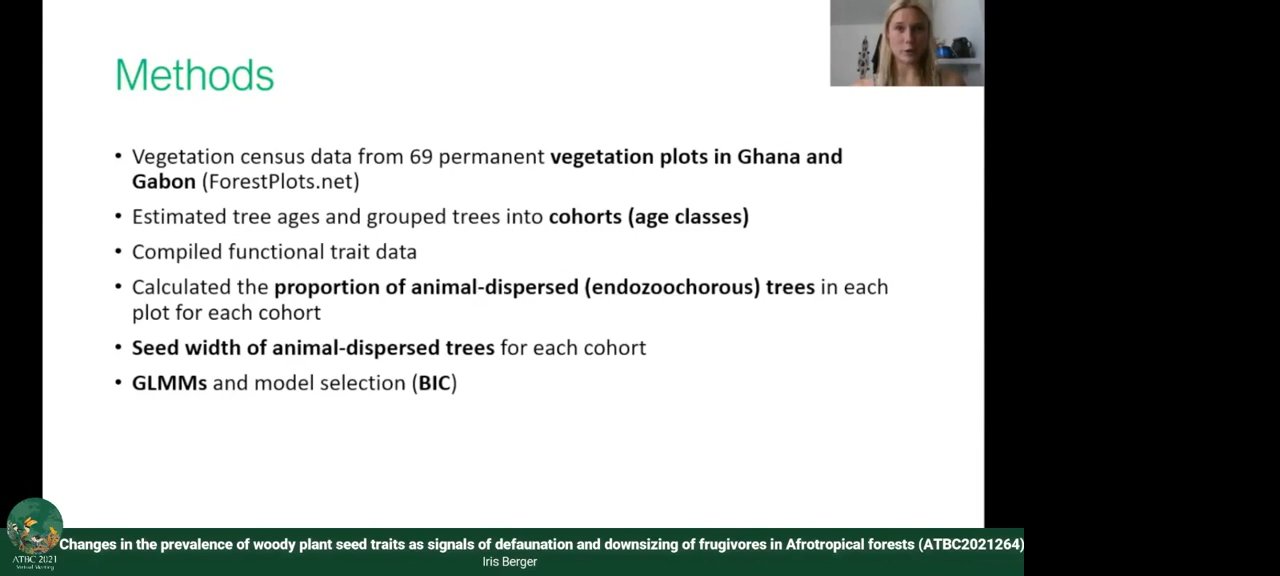 Methods
• Vegetation census data from 69 permanent vegetation plots in Ghana and
Gabon (ForestPlots.net)
• Estimated tree ages and grouped trees into cohorts (age classes)
• Compiled functional trait data
• Calculated the proportion of animal-dispersed (endozoochorous) trees in each
plot for each cohort
• Seed width of animal-dispersed trees for each cohort
• GLMMs and model selection (BIC)
Changes in the prevalence of woody plant seed traits as signals of defaunation and downsizing of frugivores in Afrotropical forests (ATBC2021264)
Iris Berger
ATBC 2021
Virtual Meeting